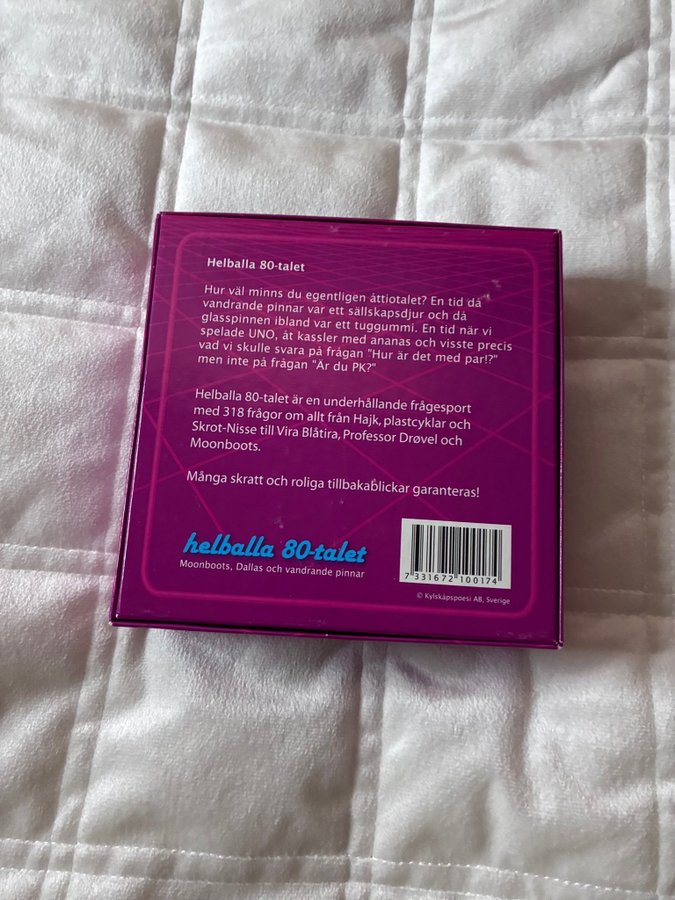 Helballa 80-talet
Hur väl minns du egentligen åttiotalet? En tid då
vandrande pinnar var ett sällskapsdjur och då
glasspinnen ibland var ett tuggummi. En tid när vi
spelade UNO, åt kassler med ananas och visste precis
vad vi skulle svara på frågan "Hur är det med par!?"
men inte på frågan "Är du PK?"
Helballa 80-talet är en underhållande frågesport
med 318 frågor om allt från Hajk, plastcyklar och
Skrot-Nisse till Vira Blåtira, Professor Drøvel och
Moonboots.
Många skratt och roliga tillbakablickar garanteras!
helballa 80-talet
Moonboots, Dallas och vandrande pinnar
7 331672 100174
© Kylskåpspoesi AB, Sverige